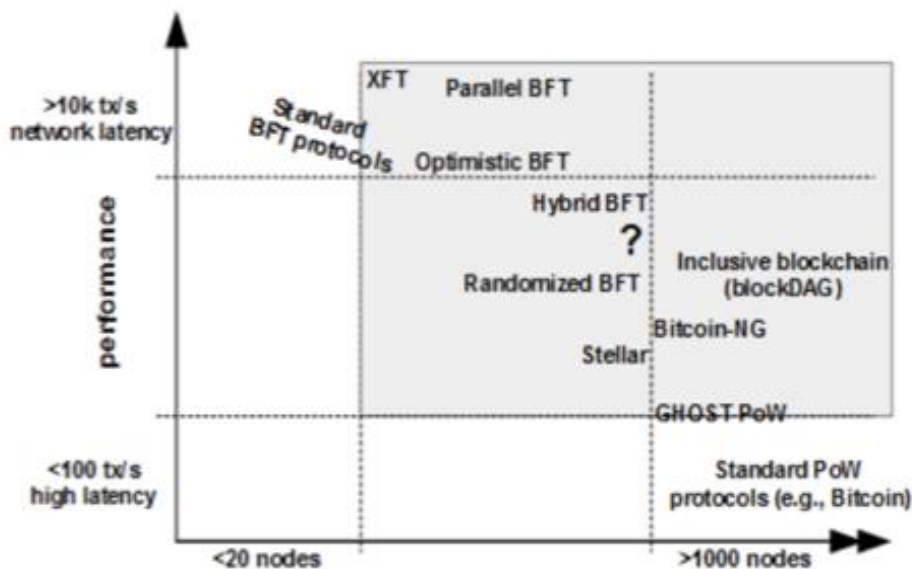 XFT
Parallel BFT
>10k tx/s
network latency
Standard
BFT protocols
Optimistic BFT
Hybrid BFT
?
performance
Inclusive blockchain
(blockDAG)
Randomized BFT
Bitcoin-NG
Stellar
GHOST PoW
<100 tx/s
high latency
Standard PoW
protocols (e.g., Bitcoin)
<20 nodes
>1000 nodes